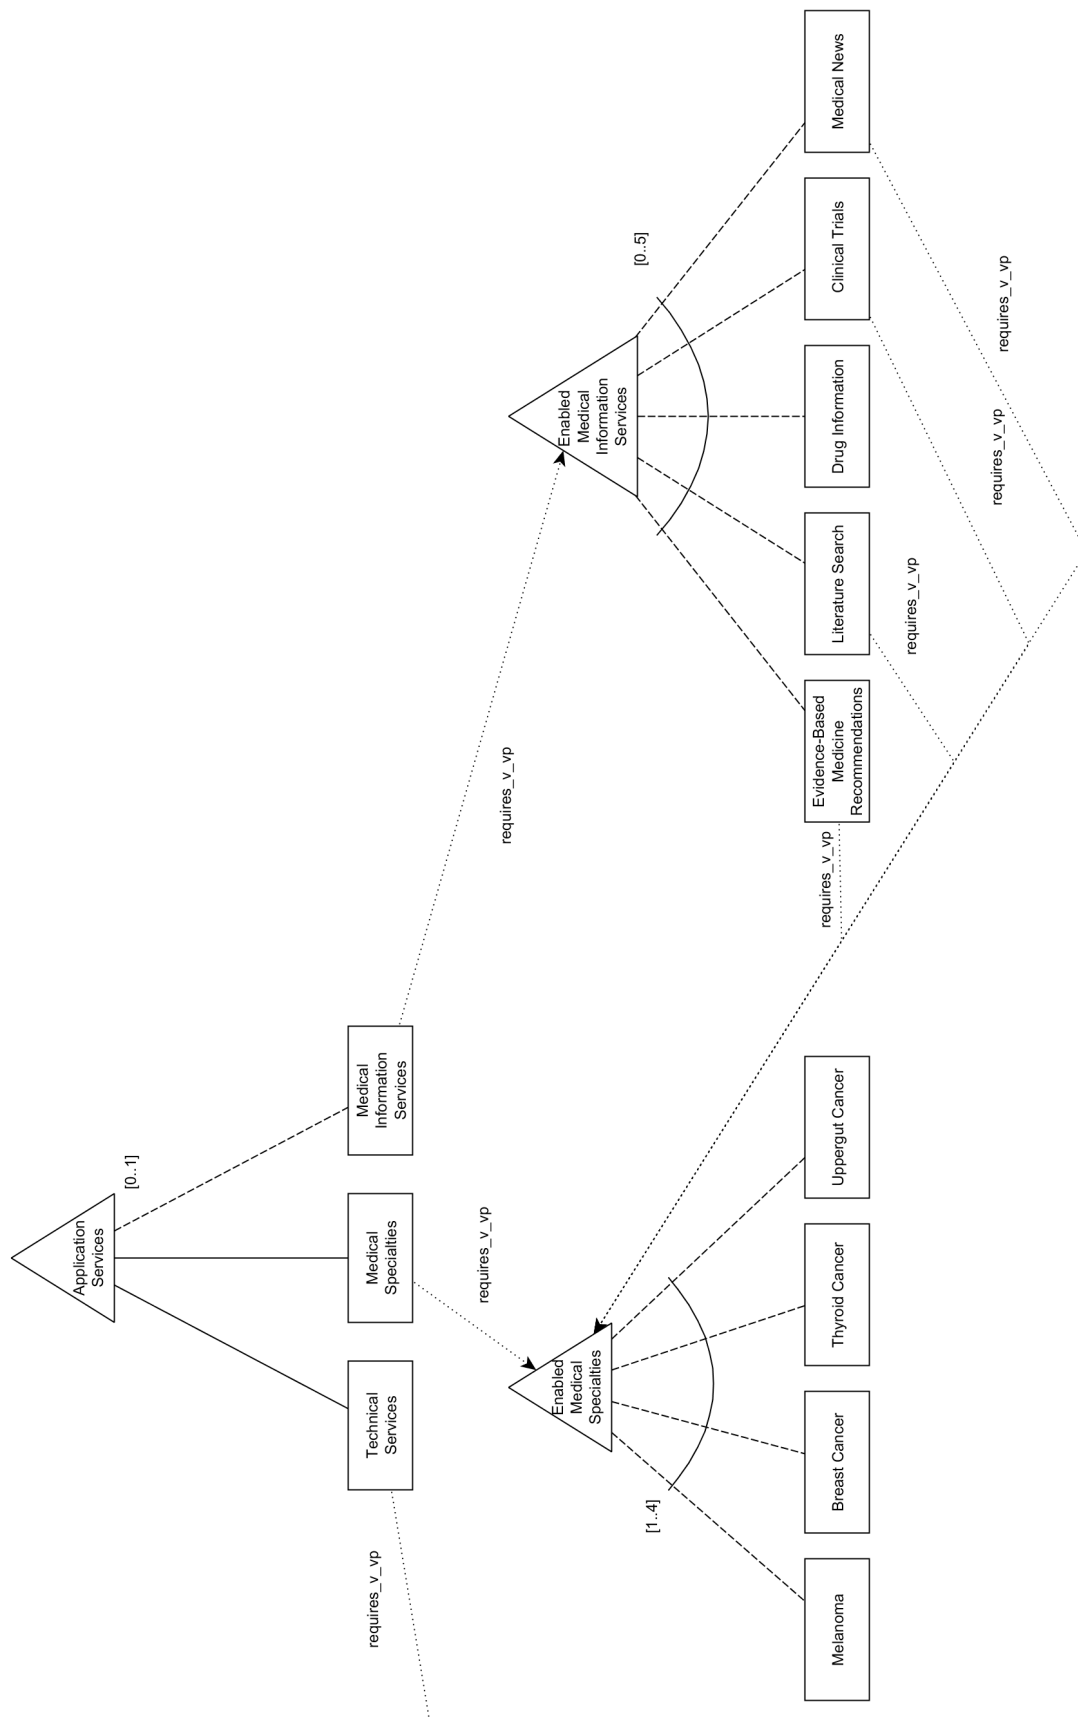 Application
Services
[0..1]
Technical
Services
Medical
Specialties
Medical
Information
Services
requires_v_vp
requires_v_vp
requires_v_vp
Enabled
Medical
Specialties
[1..4]
Enabled
Medical
Information
Services
[0..5]
Melanoma
Breast Cancer
Thyroid Cancer
Uppergut Cancer
Evidence-Based
Medicine
Recommendations
Literature Search
Drug Information
Clinical Trials
Medical News
requires_v_vp
requires_v_vp
requires_v_vp
requires_v_vp